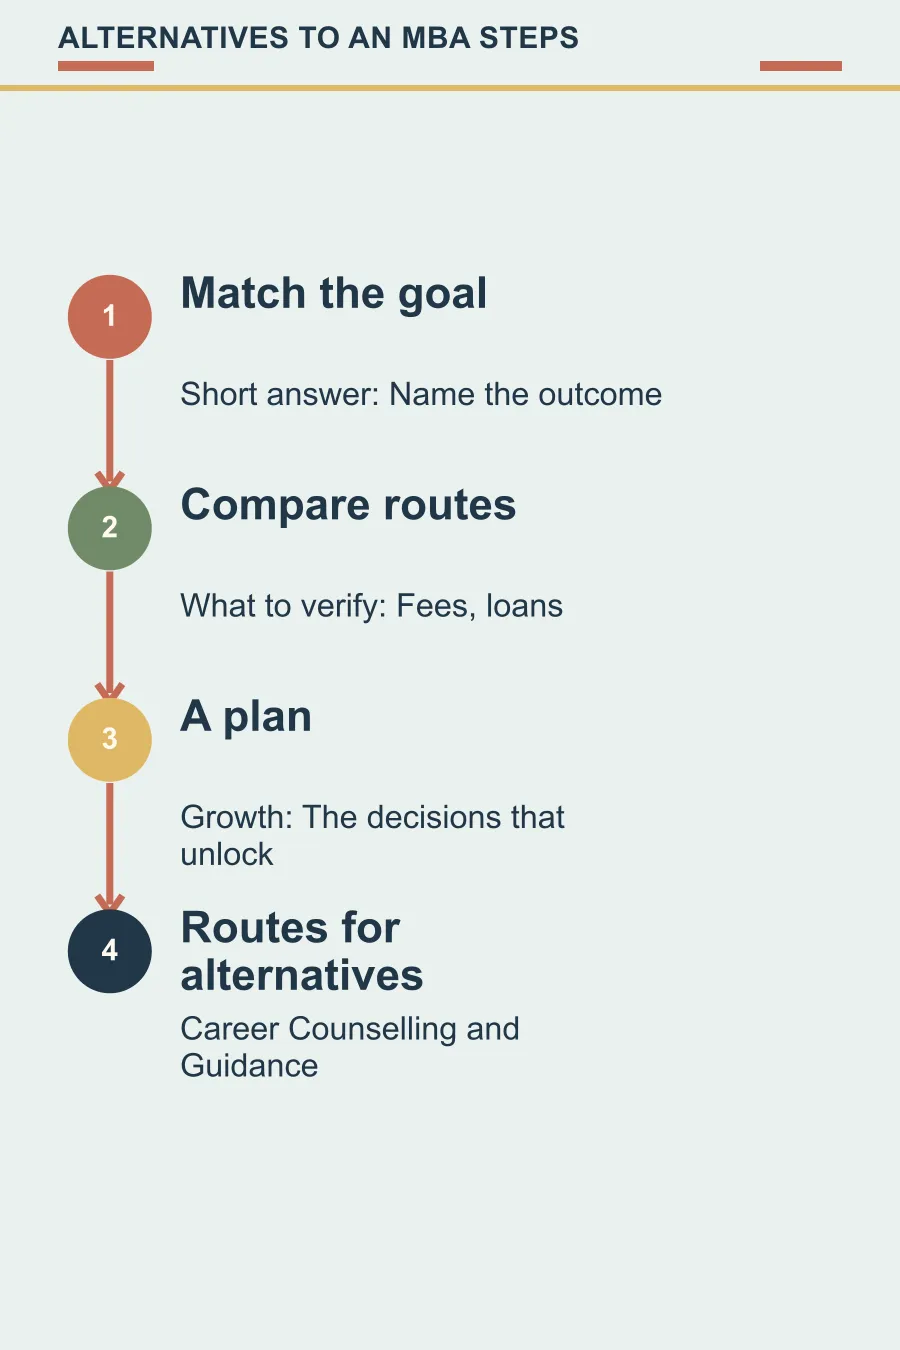 ALTERNATIVES TO AN MBA STEPS
1
Match the goal
Short answer: Name the outcome
2
Compare routes
What to verify: Fees, loans
3
A plan
Growth: The decisions that
unlock
4
Routes for
alternatives
Career Counselling and
Guidance